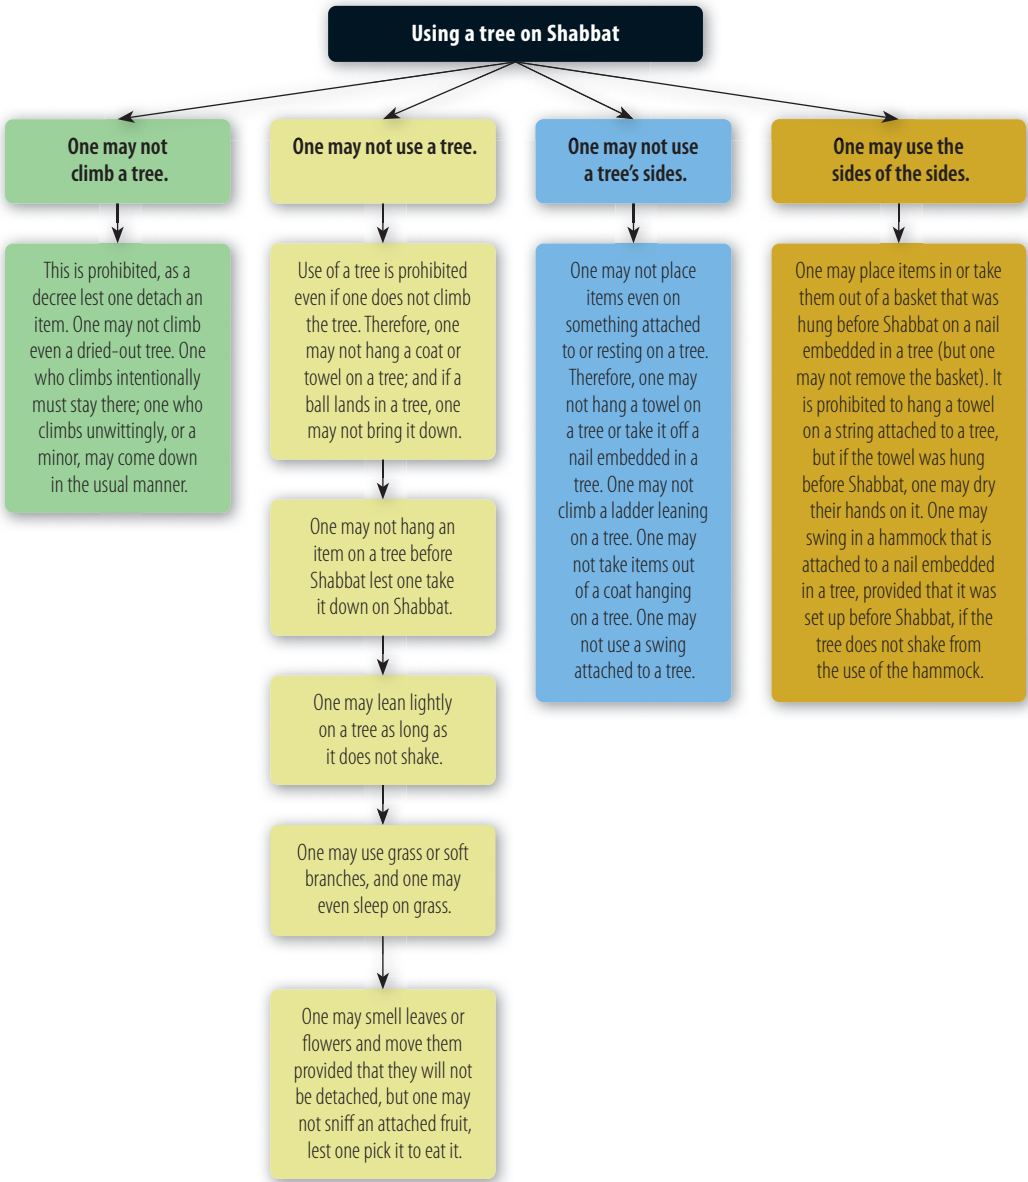 Using a tree on Shabbat
One may not
climb a tree.
This is prohibited, as a
decree lest one detach an
item. One may not climb
even a dried-out tree. One
who climbs intentionally
must stay there; one who
climbs unwittingly, or a
minor, may come down
in the usual manner.
One may not use a tree.
Use of a tree is prohibited
even if one does not climb
the tree. Therefore, one
may not hang a coat or
towel on a tree; and if a
ball lands in a tree, one
may not bring it down.
One may not hang an
item on a tree before
Shabbat lest one take
it down on Shabbat.
One may lean lightly
on a tree as long as
it does not shake.
One may use grass or soft
branches, and one may
even sleep on grass.
One may smell leaves or
flowers and move them
provided that they will not
be detached, but one may
not sniff an attached fruit,
lest one pick it to eat it.
One may not use
a tree's sides.
One may not place
items even on
something attached
to or resting on a tree.
Therefore, one may
not hang a towel on
a tree or take it off a
nail embedded in a
tree. One may not
climb a ladder leaning
on a tree. One may
not take items out
of a coat hanging
on a tree. One may
not use a swing
attached to a tree.
One may use the
sides of the sides.
One may place items in or take
them out of a basket that was
hung before Shabbat on a nail
embedded in a tree (but one
may not remove the basket). It
is prohibited to hang a towel
on a string attached to a tree,
but if the towel was hung
before Shabbat, one may dry
their hands on it. One may
swing in a hammock that is
attached to a nail embedded
in a tree, provided that it was
set up before Shabbat, if the
tree does not shake from
the use of the hammock.